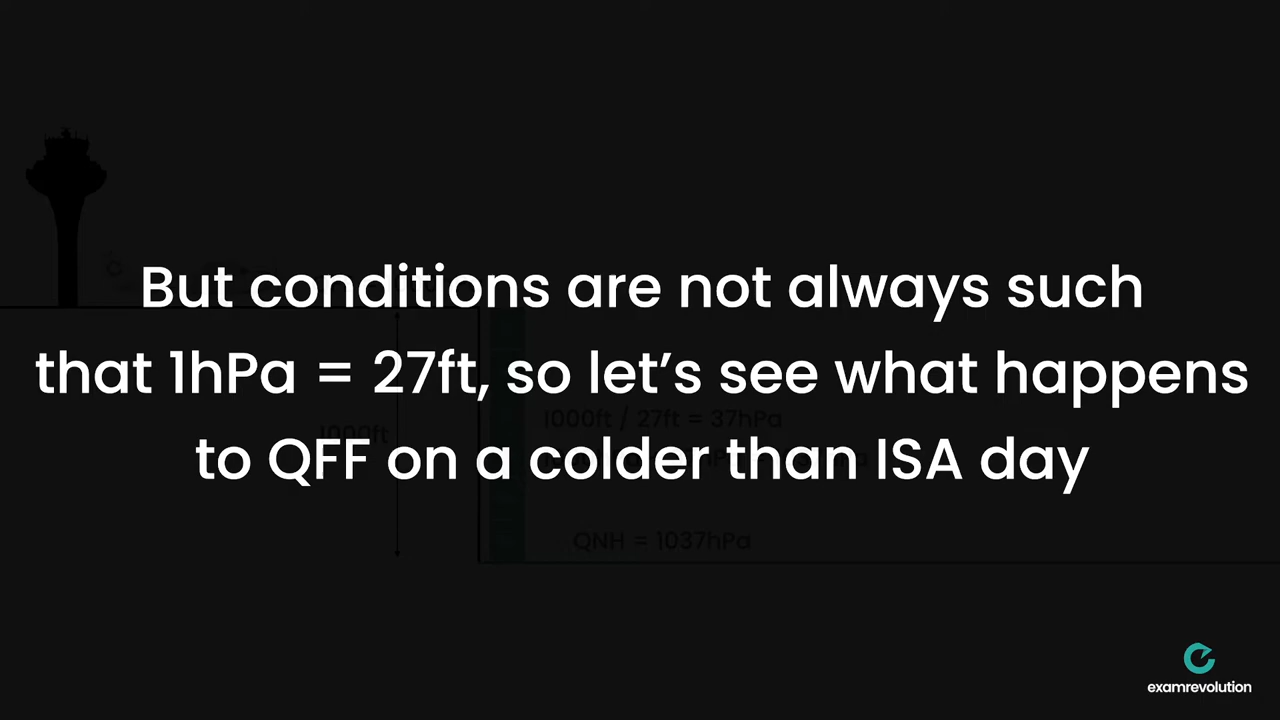 But conditions are not always such
that 1hPa = 27ft, so let's see what happens
to QFF on a colder than ISA day
1000ft / 27ft = 37hPa
1000ft
QNH = 1037hPa
examrevolution